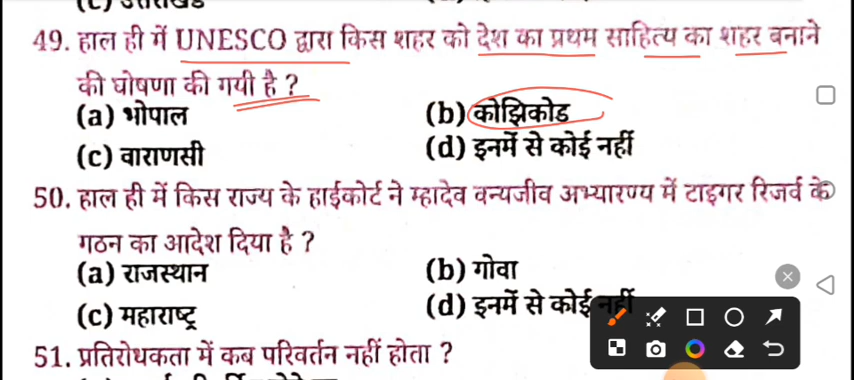 49. हाल ही में UNESCO द्वारा किस शहर को देश का प्रथम साहित्य का शहर बनाने
की घोषणा की गयी है ?
(a) भोपाल (b) कोझिकोड
(c) वाराणसी (d) इनमें से कोई नहीं
50. हाल ही में किस राज्य के हाईकोर्ट ने म्हादेव वन्यजीव अभ्यारण्य में टाइगर रिजर्व के
गठन का आदेश दिया है ?
(a) राजस्थान (b) गोवा
(c) महाराष्ट्र (d) इनमें से कोई नहीं
51. प्रतिरोधकता में कब परिवर्तन नहीं होता ?